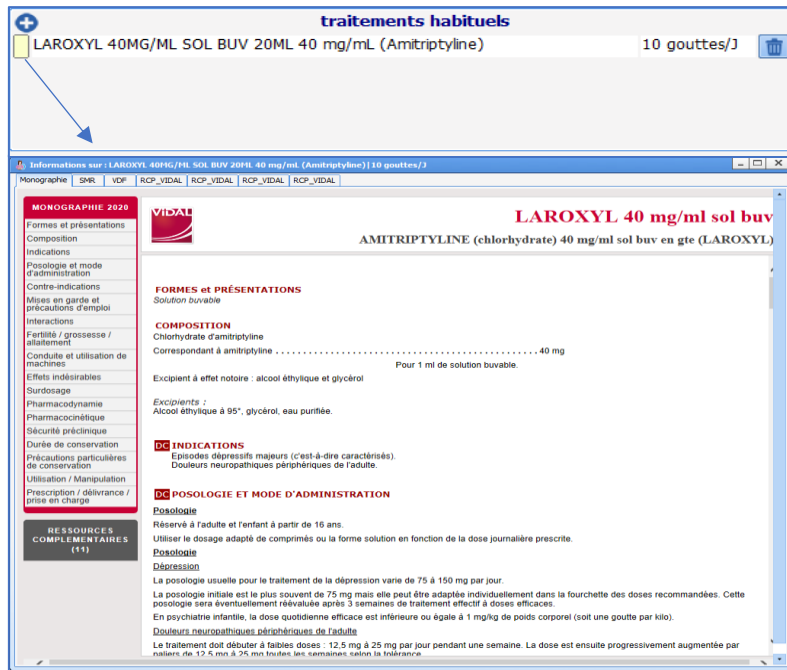 traitements habituels
LAROXYL 40MG/ML SOL BUV 20ML 40 mg/mL (Amitriptyline) 10 gouttes/J
Informations sur : LAROXYL 40MG/ML SOL BUV 20ML 40 mg/mL (Amitriptyline)|10 gouttes/J
Monographie SMR VDF RCP_VIDAL RCP_VIDAL RCP_VIDAL RCP_VIDAL
MONOGRAPHIE 2020
Formes et présentations
Composition
Indications
Posologie et mode
d'administration
Contre-indications
Mises en garde et
précautions d'emploi
Interactions
Fertilité / grossesse /
allaitement
Conduite et utilisation de
machines
Effets indésirables
Surdosage
Pharmacodynamie
Pharmacocinétique
Sécurité préclinique
Durée de conservation
Précautions particulières
de conservation
Utilisation / Manipulation
Prescription / délivrance /
prise en charge
RESSOURCES
COMPLEMENTAIRES
(11)
VIDAL
LAROXYL 40 mg/ml sol buv
AMITRIPTYLINE (chlorhydrate) 40 mg/ml sol buv en gte (LAROXYL)
FORMES et PRÉSENTATIONS
Solution buvable
COMPOSITION
Chlorhydrate d'amitriptyline
Correspondant à amitriptyline . . . . . . . . . . . . . . . . . . . . . . . . . . . . . . . . . . . . . . . . . . . . . . . . . . . . . 40 mg
Pour 1 ml de solution buvable.
Excipient à effet notoire : alcool éthylique et glycérol
Excipients :
Alcool éthylique à 95°, glycérol, eau purifiée.
DC INDICATIONS
Episodes dépressifs majeurs (c'est-à-dire caractérisés).
Douleurs neuropathiques périphériques de l'adulte.
DC POSOLOGIE ET MODE D'ADMINISTRATION
Posologie
Réservé à l'adulte et l'enfant à partir de 16 ans.
Utiliser le dosage adapté de comprimés ou la forme solution en fonction de la dose journalière prescrite.
Posologie
Dépression
La posologie usuelle pour le traitement de la dépression varie de 75 à 150 mg par jour.
La posologie initiale est le plus souvent de 75 mg mais elle peut être adaptée individuellement dans la fourchette des doses recommandées. Cette
posologie sera éventuellement réévaluée après 3 semaines de traitement effectif à doses efficaces.
En psychiatrie infantile, la dose quotidienne efficace est inférieure ou égale à 1 mg/kg de poids corporel (soit une goutte par kilo).
Douleurs neuropathiques périphériques de l'adulte
Le traitement doit débuter à faibles doses : 12,5 mg à 25 mg par jour pendant une semaine. La dose est ensuite progressivement augmentée par
paliers de 12,5 mg à 25 mg toutes les semaines selon la tolérance.